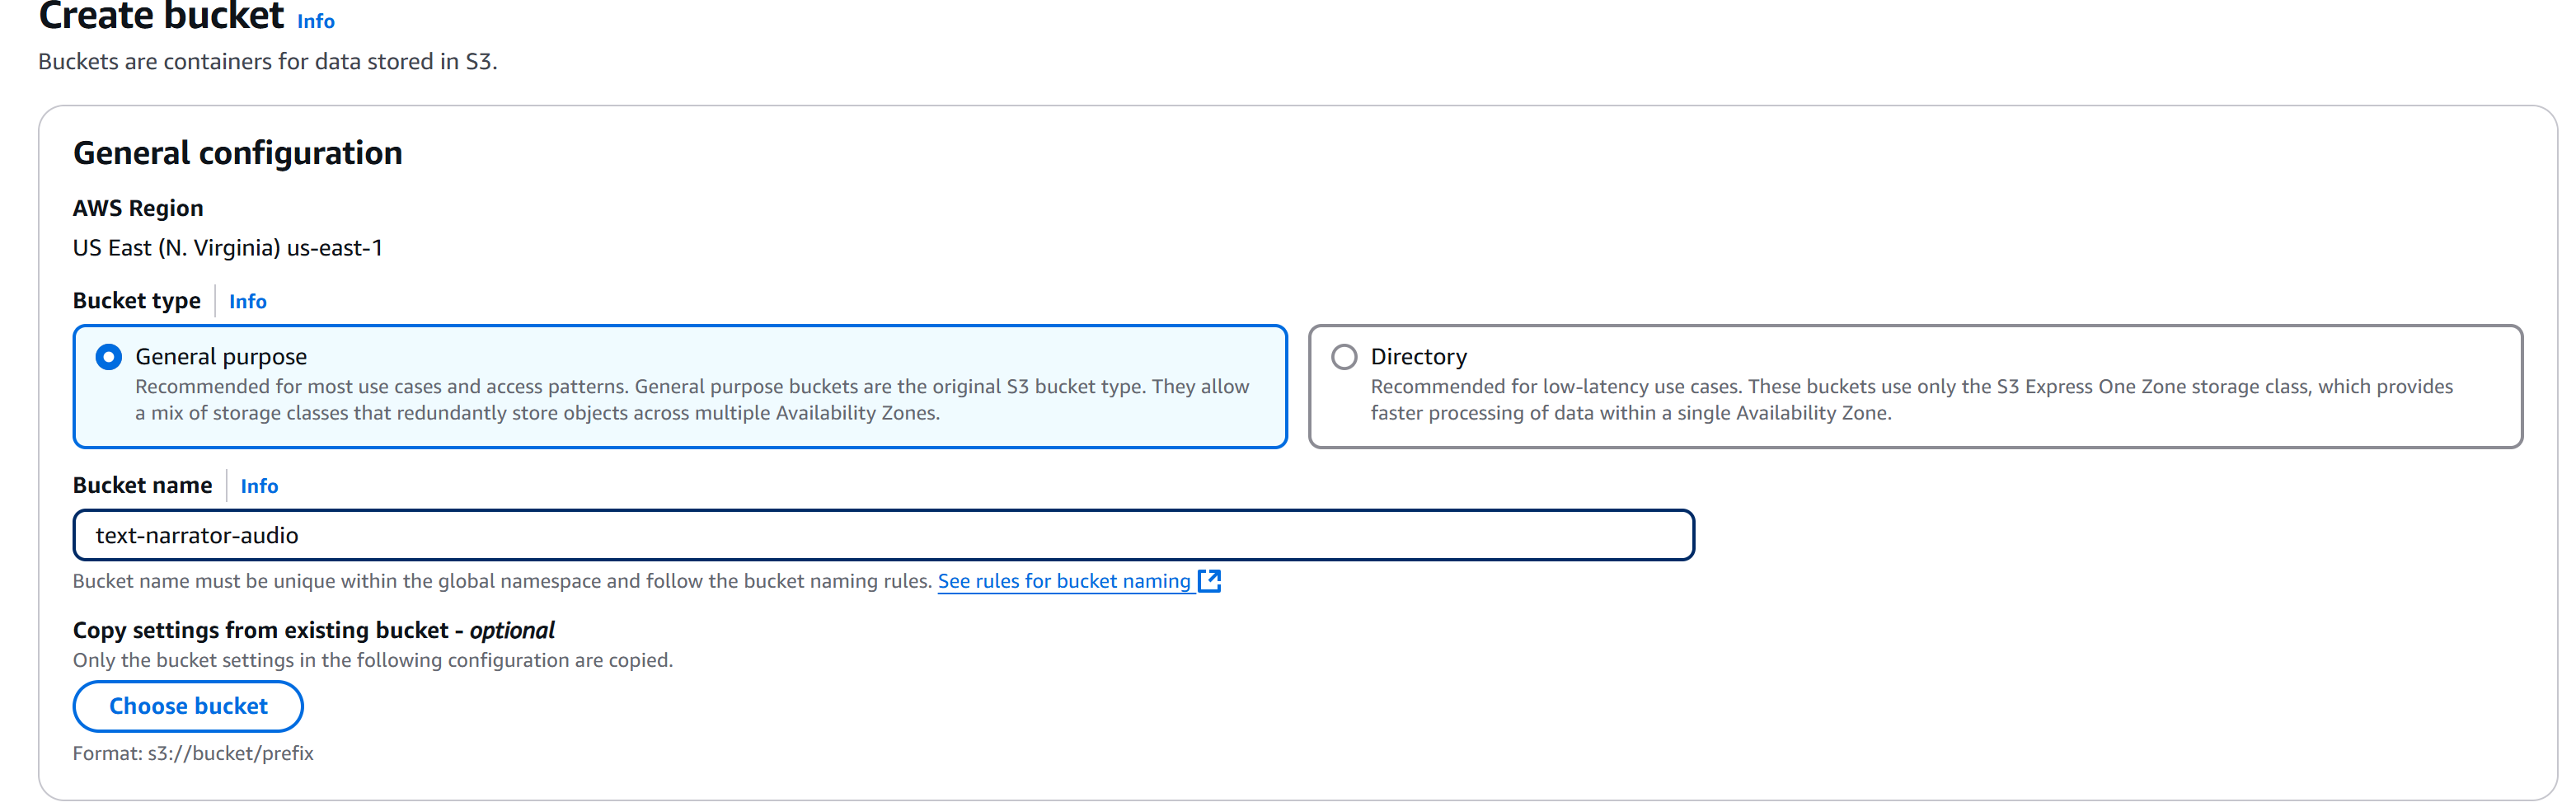 Create bucket Info
Buckets are containers for data stored in S3.
General configuration
AWS Region
US East (N. Virginia) us-east-1
Bucket type Info
General purpose
Recommended for most use cases and access patterns. General purpose buckets are the original S3 bucket type. They allow
a mix of storage classes that redundantly store objects across multiple Availability Zones.
Directory
Recommended for low-latency use cases. These buckets use only the S3 Express One Zone storage class, which provides
faster processing of data within a single Availability Zone.
Bucket name Info
text-narrator-audio
Bucket name must be unique within the global namespace and follow the bucket naming rules. See rules for bucket naming
Copy settings from existing bucket - optional
Only the bucket settings in the following configuration are copied.
Choose bucket
Format: s3://bucket/prefix